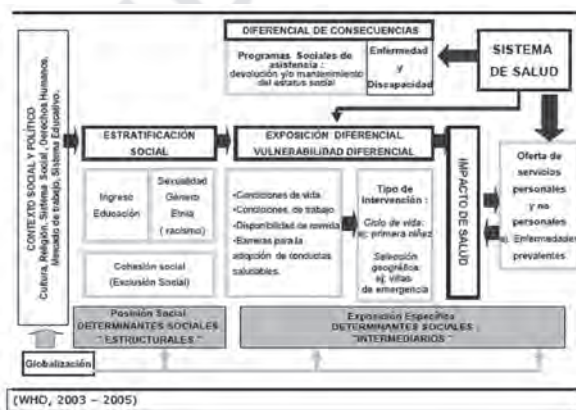 DIFERENCIAL DE CONSECUENCIAS
Programas Sociales de
asistencia :
devolución y/o mantenimiento
del estatus social
Enfermedad
y
Discapacidad
SISTEMA
DE SALUD
CONTEXTO SOCIAL Y POLÍTICO
Cultura, Religión, Sistema Social, Derechos Humanos,
Mercado de trabajo, Sistema Educativo.
ESTRATIFICACIÓN
SOCIAL
EXPOSICIÓN DIFERENCIAL
VULNERABILIDAD DIFERENCIAL
Ingreso
Educación
Sexualidad
Género
Etnia
( racismo)
Cohesión social
(Exclusión Social)
•Condiciones de vida
•Condiciones, de trabajo
•Disponibilidad de comida
•Barreras para la
adopción de conductas
saludables.
Tipo de
Intervención :
Ciclo de vida:
ej: primera niñez
Selección
geográfica
ej: villas
de emergencia
IMPACTO DE SALUD
Oferta de
servicios
personales
y no
personales
Enfermedades
prevalentes
Posición Social
DETERMINANTES SOCIALES
" ESTRUCTURALES "
Exposición Específica
DETERMINANTES SOCIALES
"INTERMEDIARIOS "
Globalización
(WHO, 2003 – 2005)